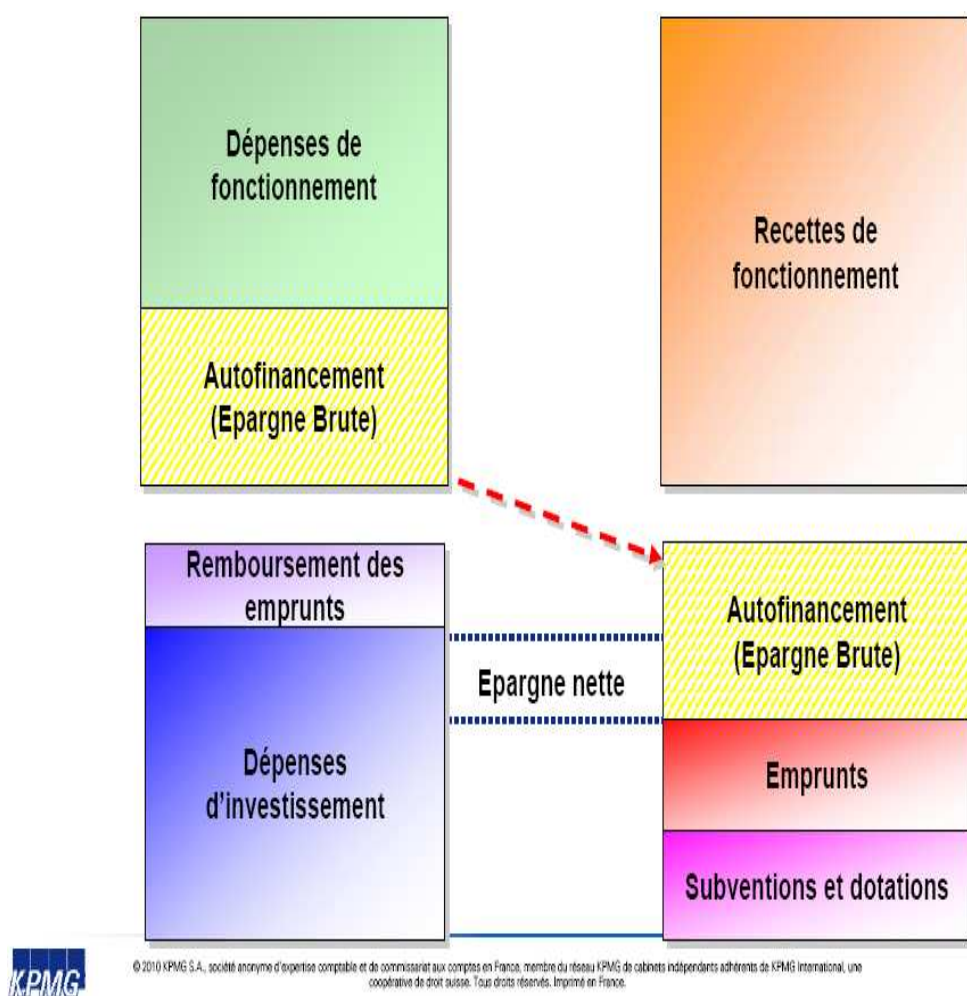 Dépenses de
fonctionnement
Recettes de
fonctionnement
Autofinancement
(Epargne Brute)
Remboursement des
emprunts
Autofinancement
(Epargne Brute)
Epargne nette
Dépenses
d'investissement
Emprunts
Subventions et dotations
KPMG
© 2010 KPMG S.A., société anonyme d'expertise comptable et de commissariat aux comptes en France, membre du réseau KPMG de cabinets indépendants adhérents de KPMG International, une
coopérative de droit suisse. Tous droits réservés. Imprimé en France.